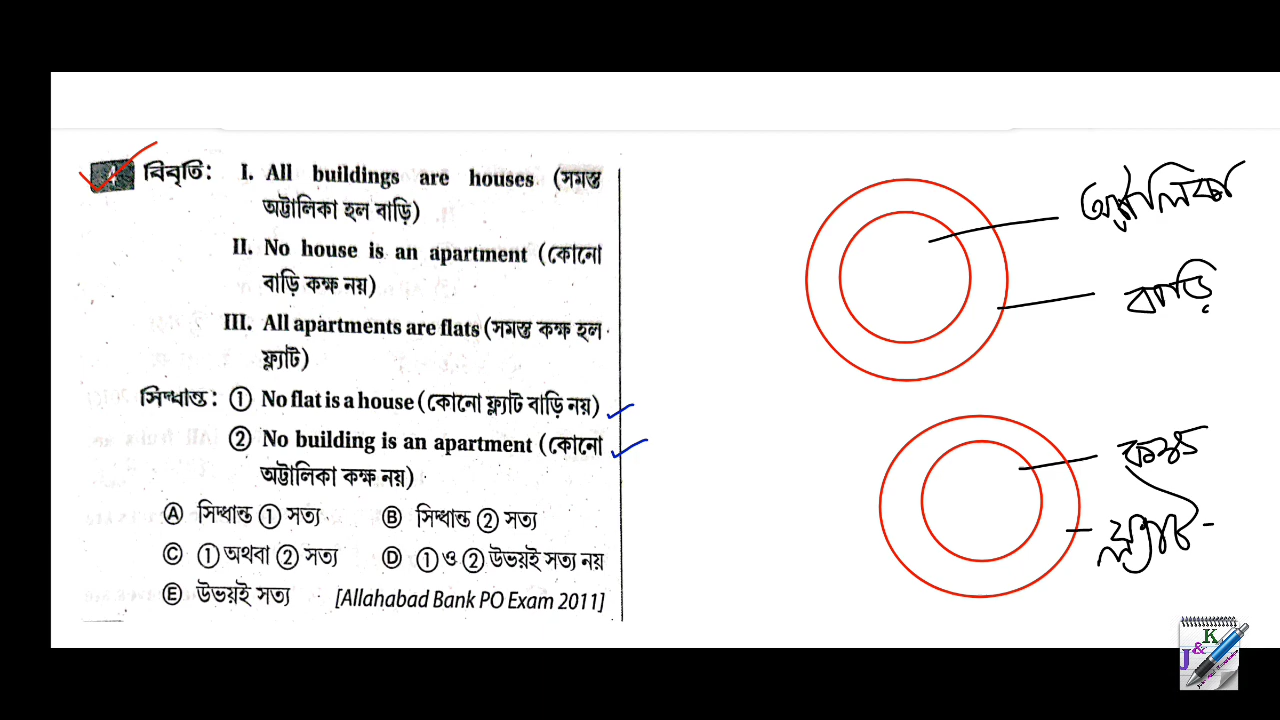 4 বিবৃতি: I. All buildings are houses (সমস্ত
অট্টালিকা হল বাড়ি)
II. No house is an apartment (কোনো
বাড়ি কক্ষ নয়)
III. All apartments are flats (সমস্ত কক্ষ হল
ফ্ল্যাট)
সিদ্ধান্ত: ① No flat is a house (কোনো ফ্ল্যাট বাড়ি নয়)
② No building is an apartment (কোনো
অট্টালিকা কক্ষ নয়)
Ⓐ সিদ্ধান্ত ① সত্য Ⓑ সিদ্ধান্ত ② সত্য
Ⓒ ① অথবা ② সত্য Ⓓ ① ও ② উভয়ই সত্য নয়
Ⓔ উভয়ই সত্য [Allahabad Bank PO Exam 2011]
অট্টালিকা
বাড়ি
কক্ষ
ফ্ল্যাট
J&K